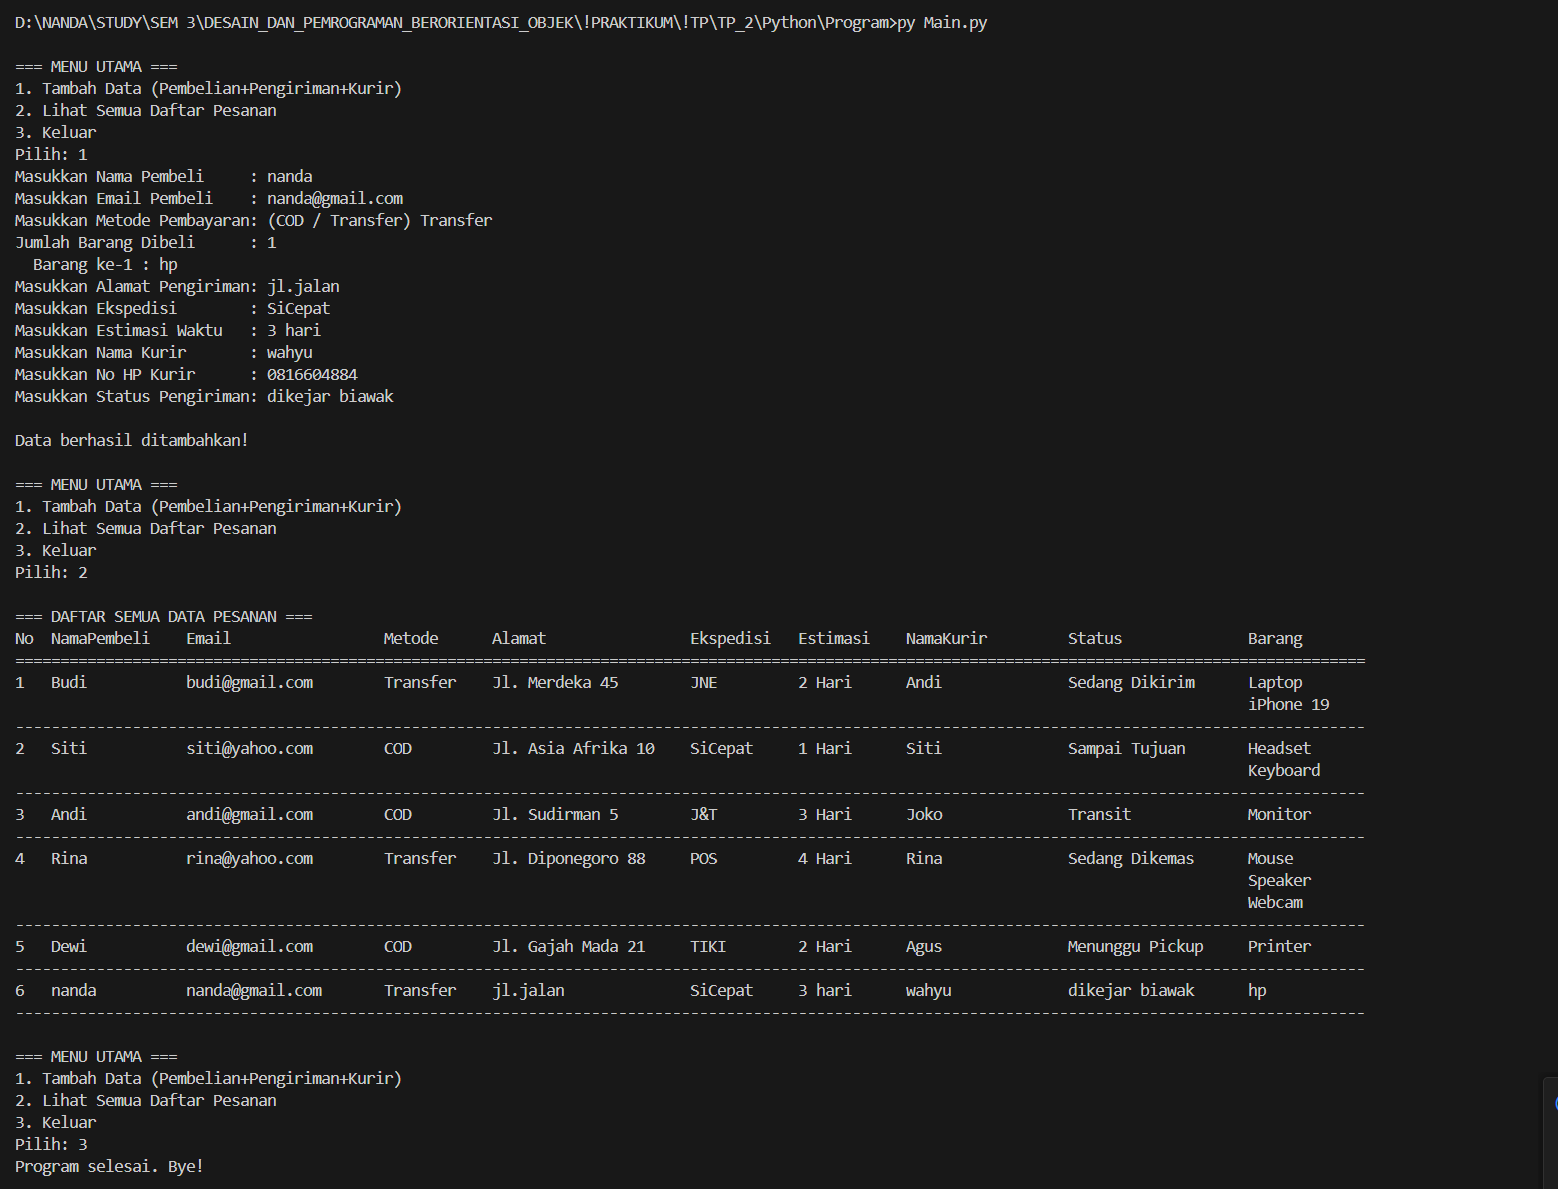 D:\NANDA\STUDY\SEM 3\DESAIN_DAN_PEMROGRAMAN_BERORIENTASI_OBJEK\!PRAKTIKUM\!TP\TP_2\Python\Program>py Main.py

=== MENU UTAMA ===
1. Tambah Data (Pembelian+Pengiriman+Kurir)
2. Lihat Semua Daftar Pesanan
3. Keluar
Pilih: 1
Masukkan Nama Pembeli     : nanda
Masukkan Email Pembeli    : nanda@gmail.com
Masukkan Metode Pembayaran: (COD / Transfer) Transfer
Jumlah Barang Dibeli      : 1
  Barang ke-1 : hp
Masukkan Alamat Pengiriman: jl.jalan
Masukkan Ekspedisi        : SiCepat
Masukkan Estimasi Waktu   : 3 hari
Masukkan Nama Kurir       : wahyu
Masukkan No HP Kurir      : 0816604884
Masukkan Status Pengiriman: dikejar biawak

Data berhasil ditambahkan!

=== MENU UTAMA ===
1. Tambah Data (Pembelian+Pengiriman+Kurir)
2. Lihat Semua Daftar Pesanan
3. Keluar
Pilih: 2

=== DAFTAR SEMUA DATA PESANAN ===
No  NamaPembeli    Email                 Metode      Alamat                Ekspedisi   Estimasi    NamaKurir         Status              Barang
======================================================================================================================================================
1   Budi           budi@gmail.com        Transfer    Jl. Merdeka 45        JNE         2 Hari      Andi              Sedang Dikirim      Laptop
                                                                                                                                         iPhone 19
------------------------------------------------------------------------------------------------------------------------------------------------------
2   Siti           siti@yahoo.com        COD         Jl. Asia Afrika 10    SiCepat     1 Hari      Siti              Sampai Tujuan       Headset
                                                                                                                                         Keyboard
------------------------------------------------------------------------------------------------------------------------------------------------------
3   Andi           andi@gmail.com        COD         Jl. Sudirman 5        J&T         3 Hari      Joko              Transit             Monitor
------------------------------------------------------------------------------------------------------------------------------------------------------
4   Rina           rina@yahoo.com        Transfer    Jl. Diponegoro 88     POS         4 Hari      Rina              Sedang Dikemas      Mouse
                                                                                                                                         Speaker
                                                                                                                                         Webcam
------------------------------------------------------------------------------------------------------------------------------------------------------
5   Dewi           dewi@gmail.com        COD         Jl. Gajah Mada 21     TIKI        2 Hari      Agus              Menunggu Pickup     Printer
------------------------------------------------------------------------------------------------------------------------------------------------------
6   nanda          nanda@gmail.com       Transfer    jl.jalan              SiCepat     3 hari      wahyu             dikejar biawak      hp
------------------------------------------------------------------------------------------------------------------------------------------------------

=== MENU UTAMA ===
1. Tambah Data (Pembelian+Pengiriman+Kurir)
2. Lihat Semua Daftar Pesanan
3. Keluar
Pilih: 3
Program selesai. Bye!